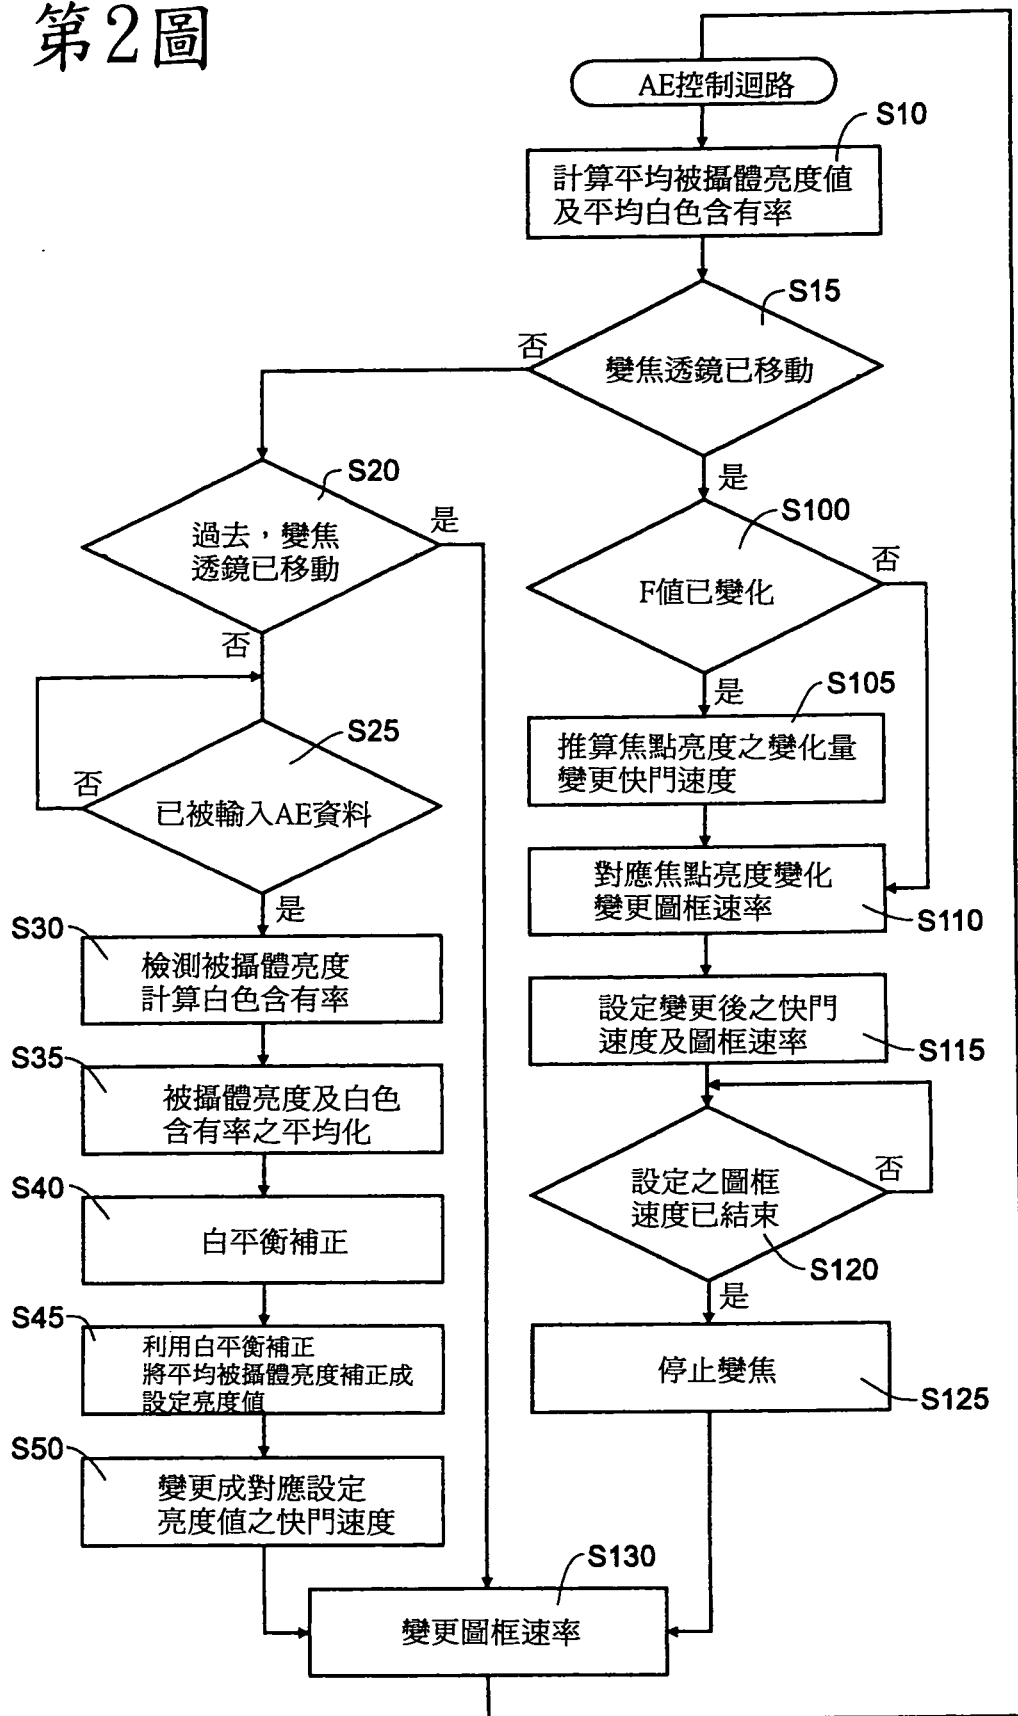 第2圖
AE控制迴路
S10
計算平均被攝體亮度值
及平均白色含有率
S15
變焦透鏡已移動
否
是
S20
過去，變焦
透鏡已移動
是
否
S100
F值已變化
否
是
S105
推算焦點亮度之變化量
變更快門速度
S25
已被輸入AE資料
否
是
對應焦點亮度變化
變更圖框速率
S110
S30
檢測被攝體亮度
計算白色含有率
設定變更後之快門
速度及圖框速率
S115
S35
被攝體亮度及白色
含有率之平均化
設定之圖框
速度已結束
否
S120
是
S40
白平衡補正
S45
利用白平衡補正
將平均被攝體亮度補正成
設定亮度值
停止變焦
S125
S50
變更成對應設定
亮度值之快門速度
S130
變更圖框速率